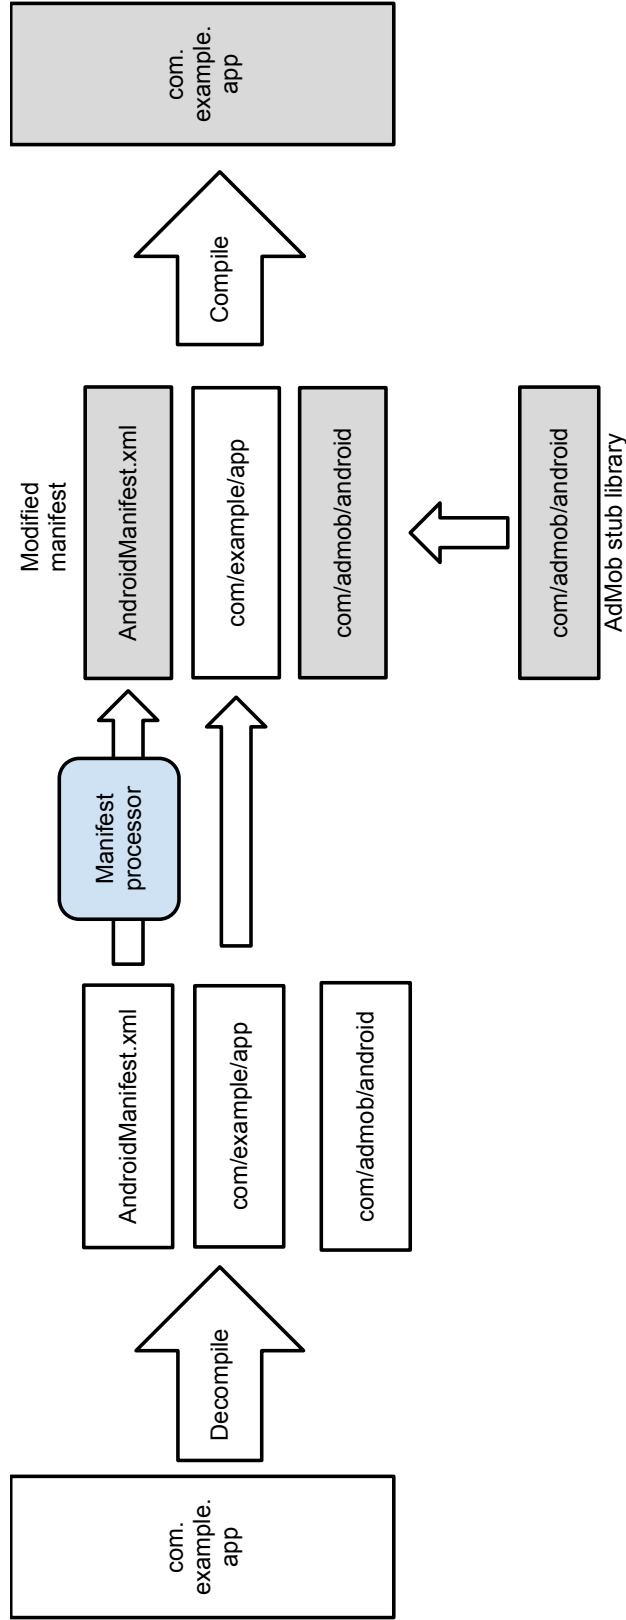 com.
example.
app
Decompile
AndroidManifest.xml
com/example/app
com/admob/android
Manifest
processor
Modified
manifest
AndroidManifest.xml
com/example/app
com/admob/android
com/admob/android
AdMob stub library
Compile
com.
example.
app